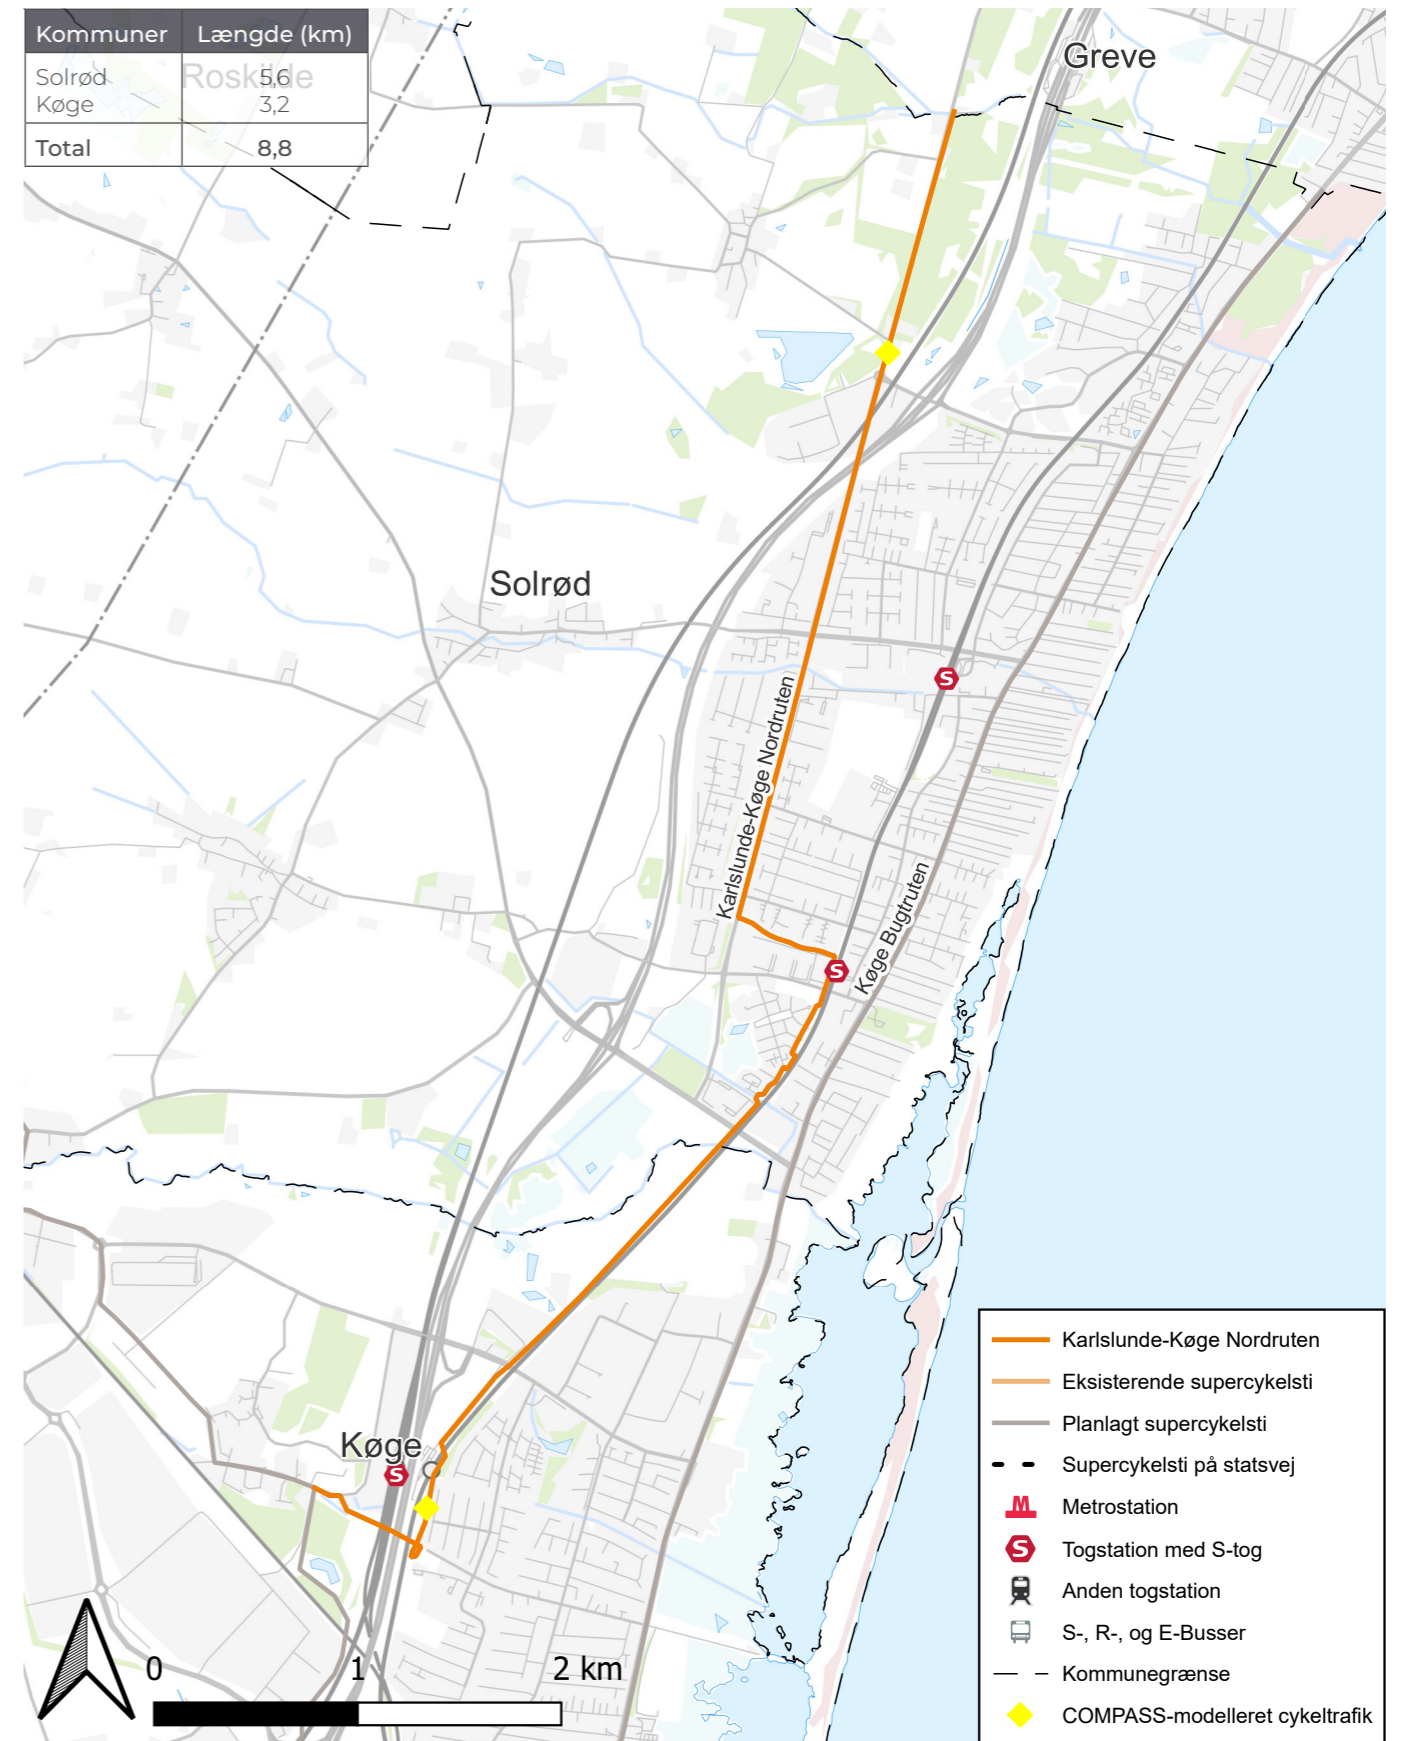 Kommuner Længde (km)
Roskilde
Solrød 5,6
Køge 3,2
Total 8,8
Greve
Solrød
Karlslunde-Køge Nordruten
Køge Bugtruten
S
S
Køge
S
0 1 2 km
Karlslunde-Køge Nordruten
Eksisterende supercykelsti
Planlagt supercykelsti
Supercykelsti på statsvej
M Metrostation
S Togstation med S-tog
Anden togstation
S-, R-, og E-Busser
Kommunegrænse
COMPASS-modelleret cykeltrafik